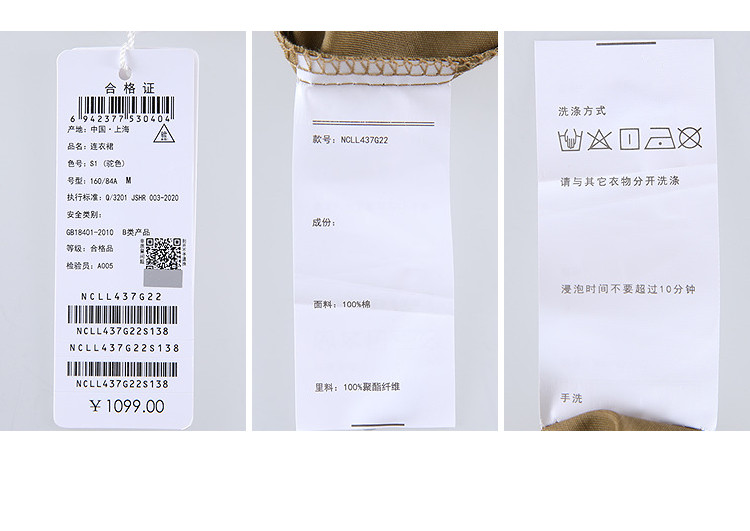 合格证
6 942377 530404
产地：中国·上海
品名：连衣裙
色号：S1 (驼色)
号型：160/84A M
执行标准：Q/3201 JSHR 003-2020
安全类别：
GB18401-2010 B类产品
等级：合格品
检验员：A005
NCLL437G22
NCLL437G22S138
NCLL437G22S138
NCLL437G22S138
¥ 1099.00
款号：NCLL437G22
成份：
面料：100%棉
里料：100%聚酯纤维
洗涤方式
请与其它衣物分开洗涤
浸泡时间不要超过10分钟
手洗